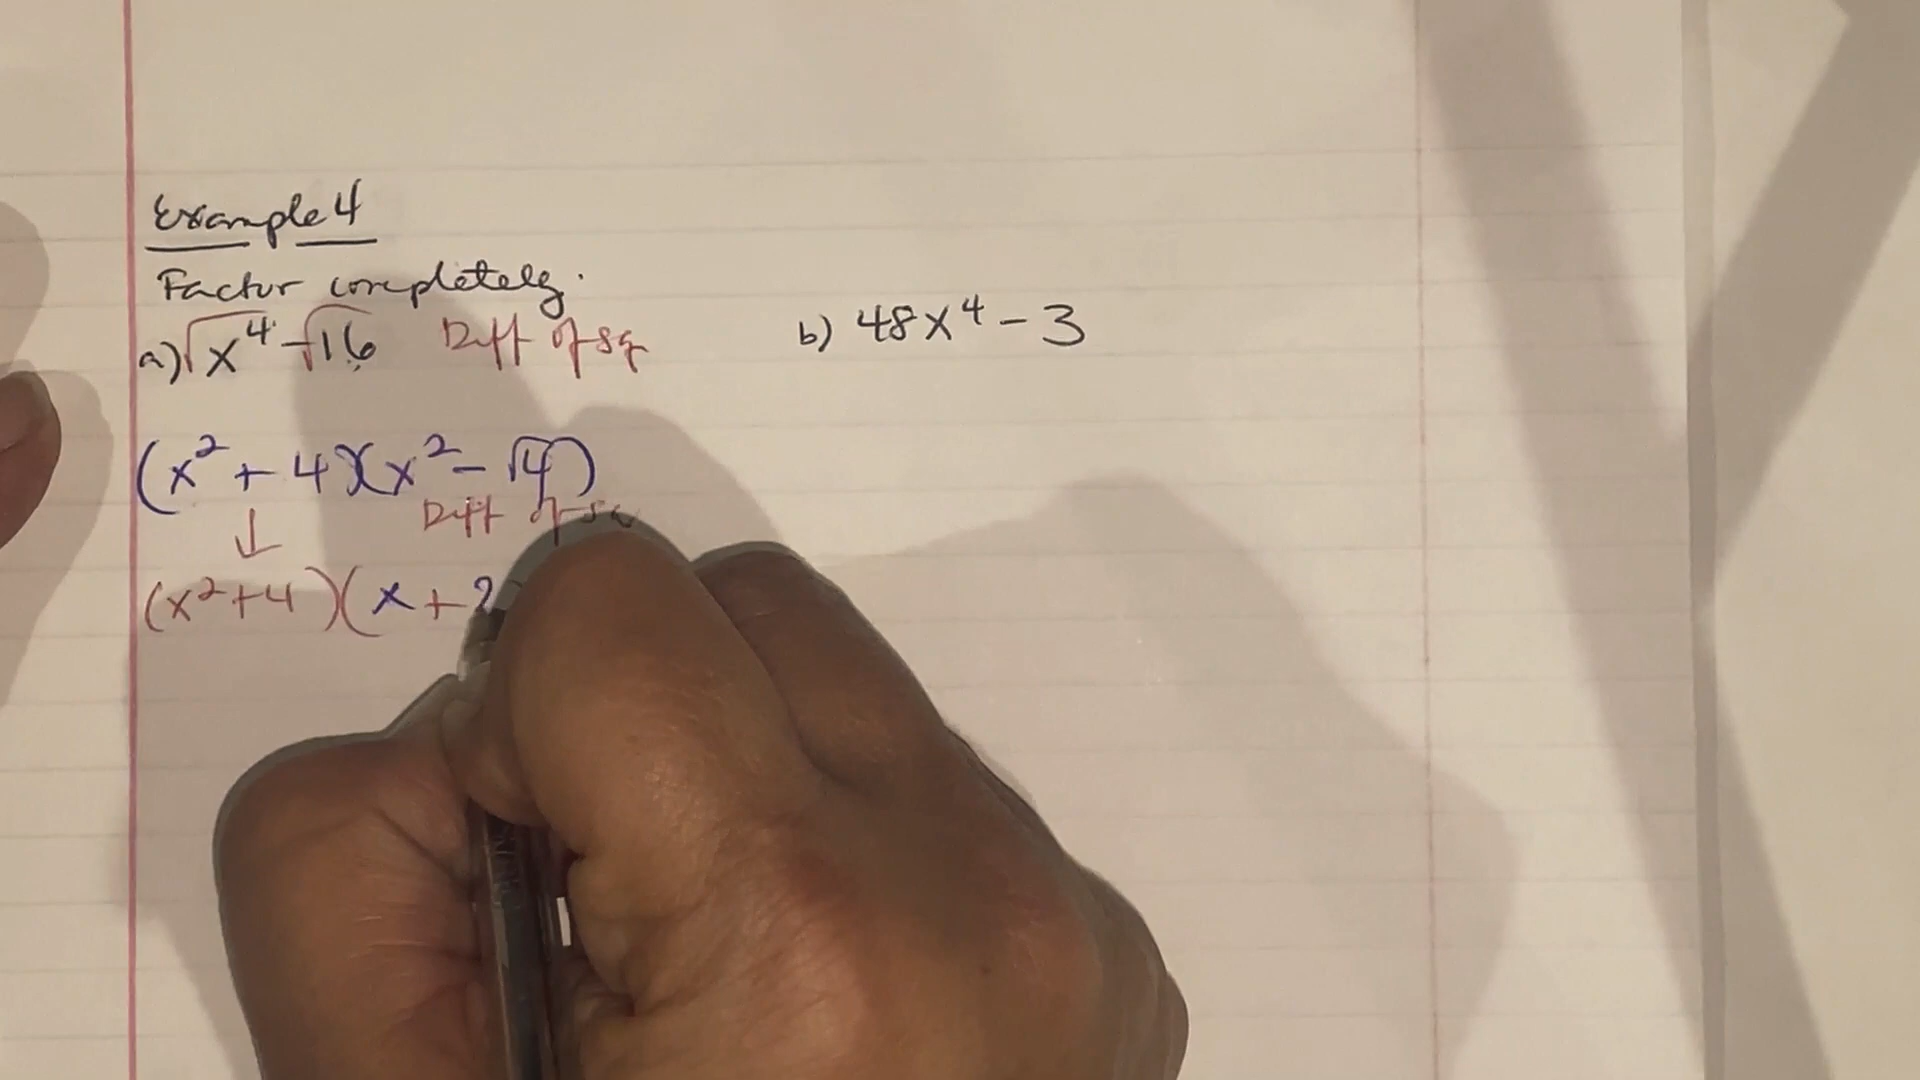 Example 4
Factor completely.
a) √x⁴ - √16 Diff of sq
b) 48x⁴ - 3
(x² + 4)(x² - √4)
Diff of sq
↓
(x²+4)(x+2